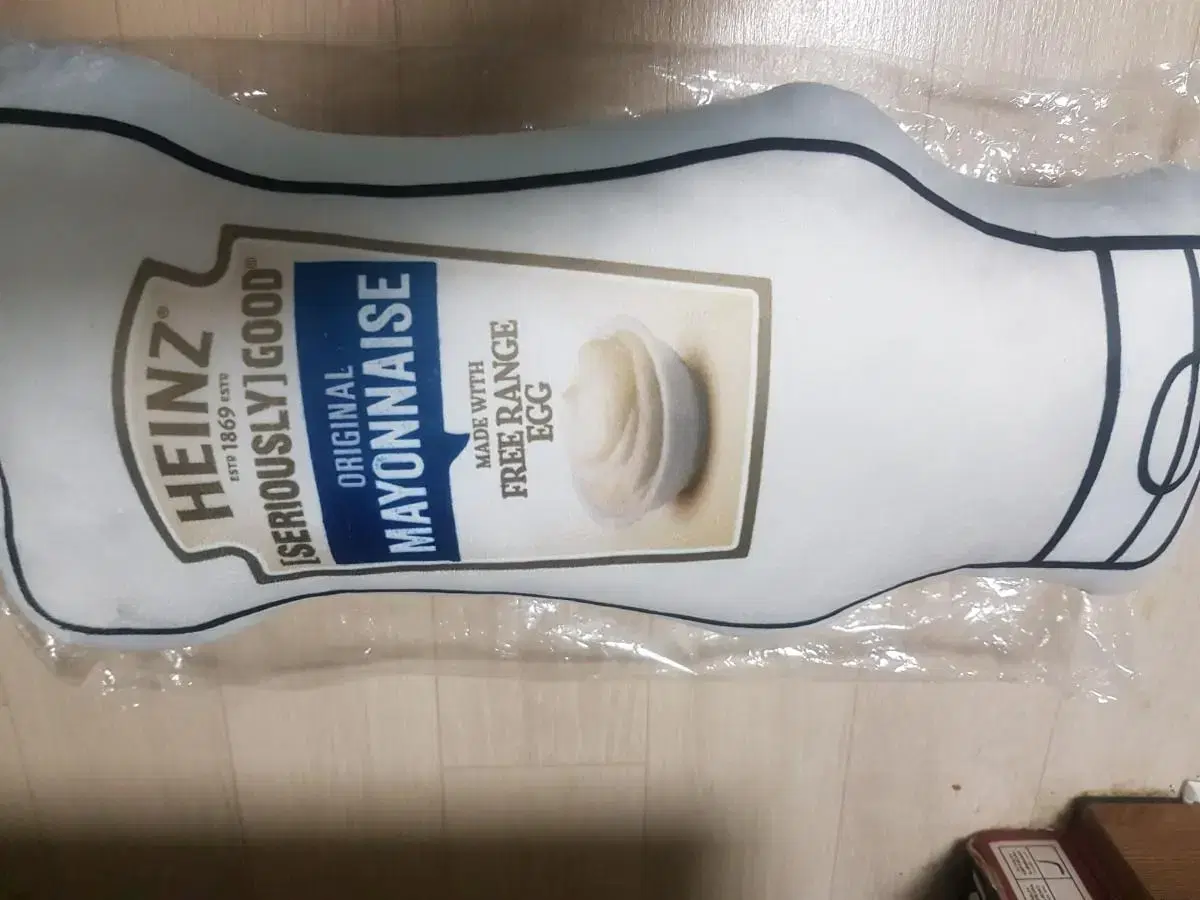 HEINZ®
ESTD 1869 ESTD
[SERIOUSLY] GOOD®
ORIGINAL
MAYONNAISE
MADE WITH
FREE RANGE
EGG